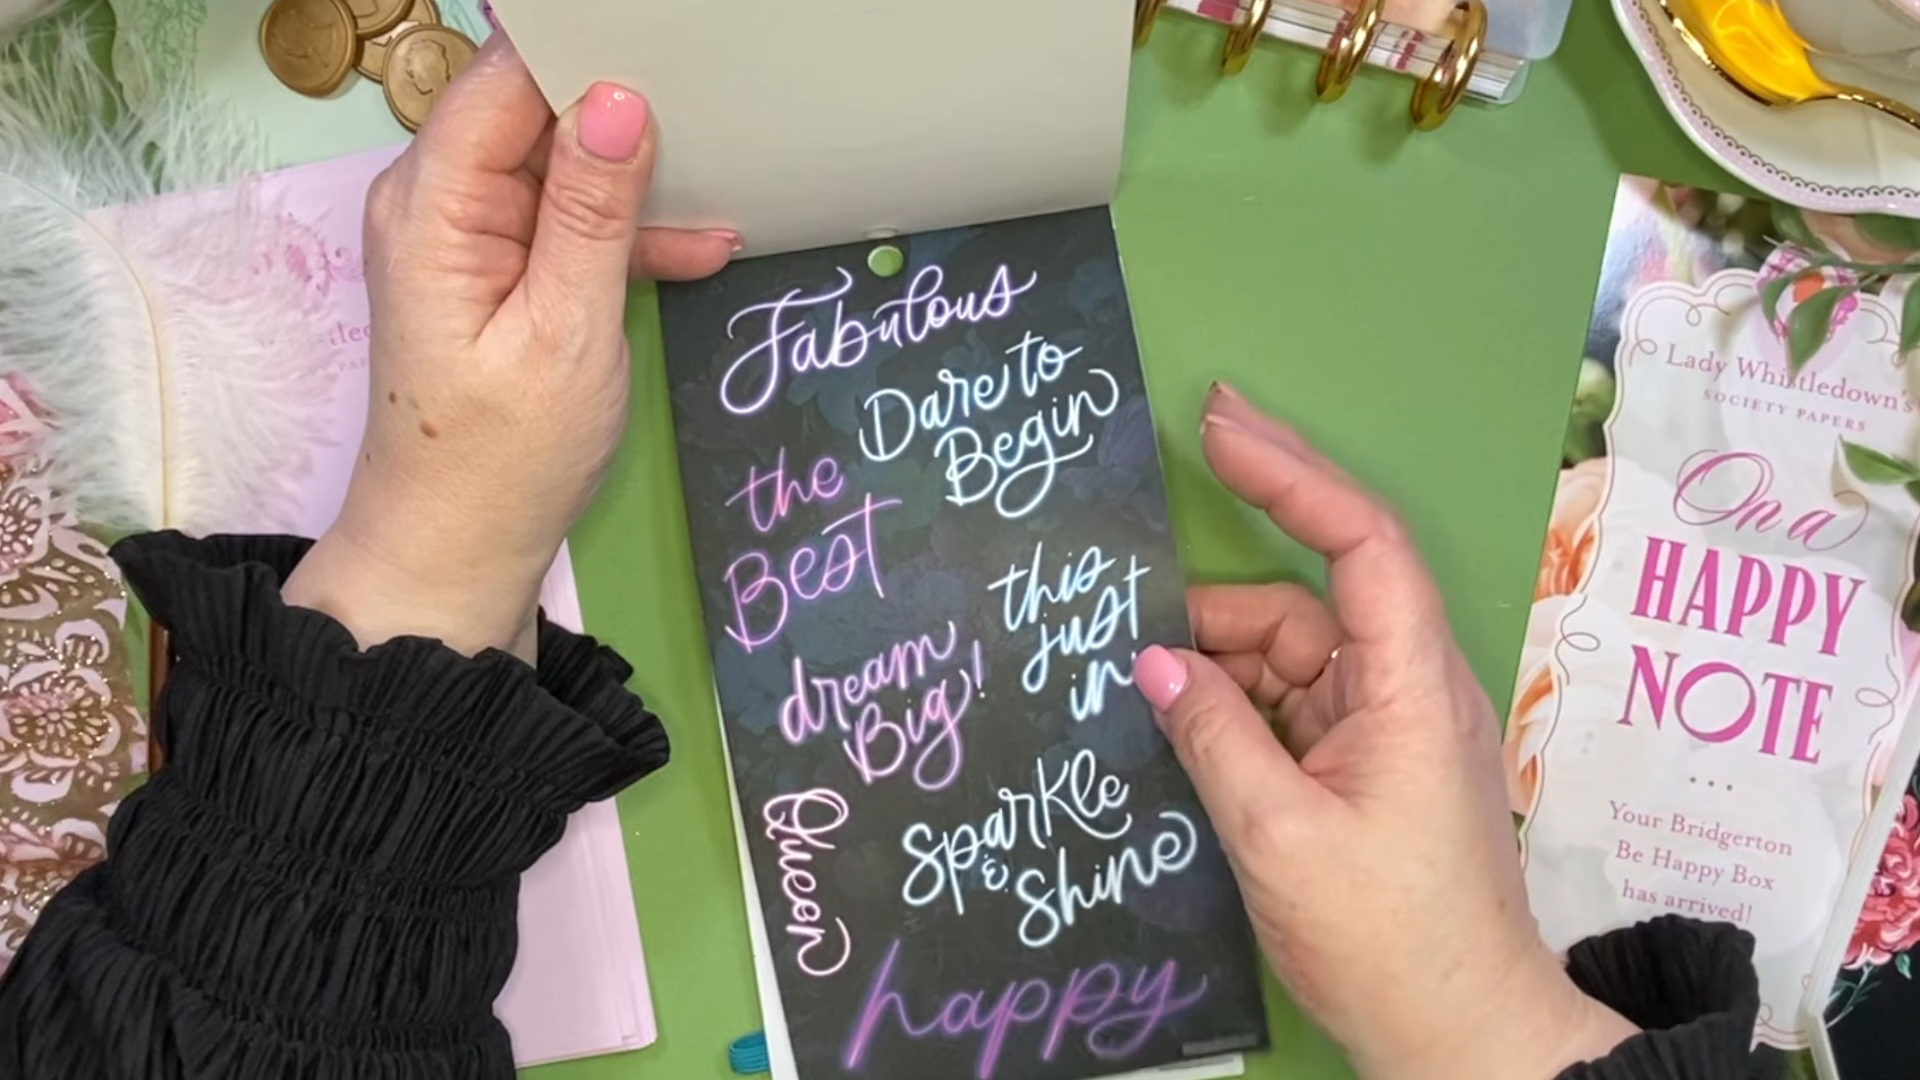 Fabulous
Dare to
Begin
the
Best
this
just
in
dream
Big!
Queen
Sparkle
&
Shine
happy
Lady Whistledown's
SOCIETY PAPERS
On a
HAPPY
NOTE
...
Your Bridgerton
Be Happy Box
has arrived!